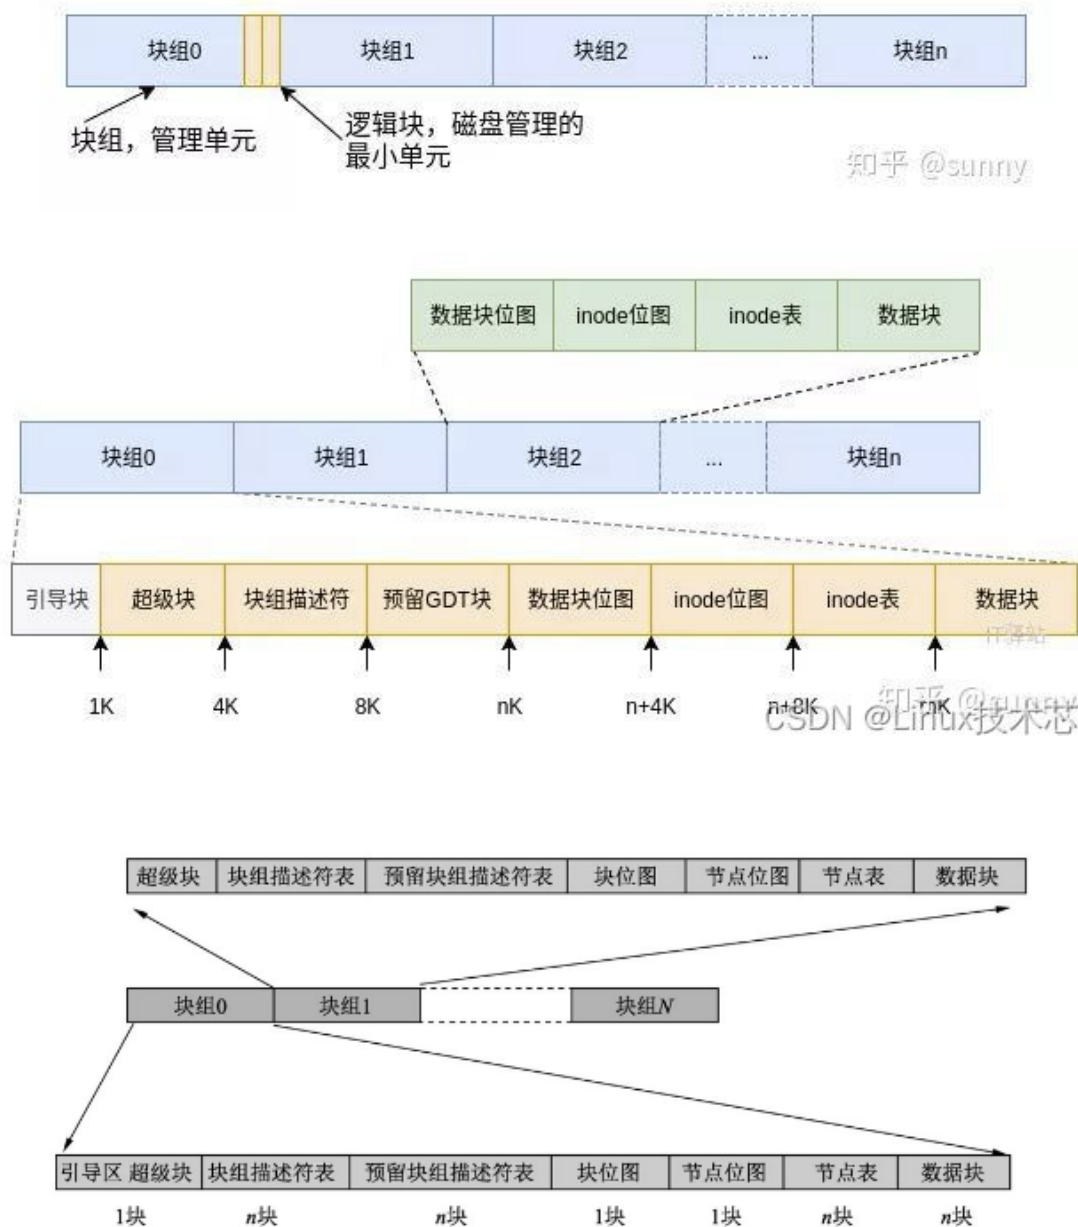 块组0 块组1 块组2 ... 块组n
块组，管理单元
逻辑块，磁盘管理的
最小单元
知乎 @sunny
数据块位图 inode位图 inode表 数据块
块组0 块组1 块组2 ... 块组n
引导块 超级块 块组描述符 预留GDT块 数据块位图 inode位图 inode表 数据块
IT驿站
1K 4K 8K nK n+4K n+8K mK
知乎 @sunny
CSDN @Linux技术芯
超级块 块组描述符表 预留块组描述符表 块位图 节点位图 节点表 数据块
块组0 块组1 块组N
引导区 超级块 块组描述符表 预留块组描述符表 块位图 节点位图 节点表 数据块
1块 n块 n块 1块 1块 n块 n块